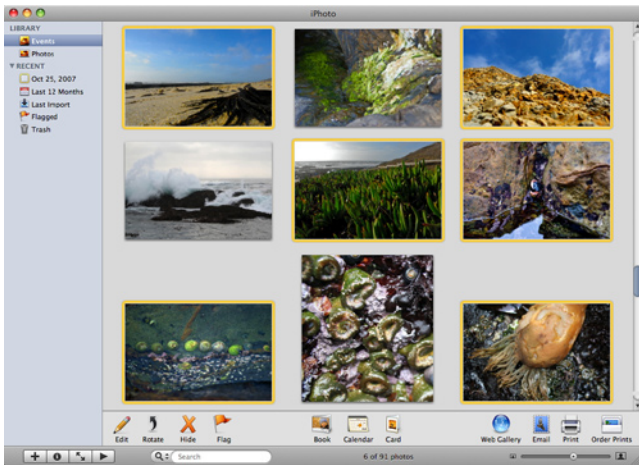 iPhoto
LIBRARY
Events
Photos
RECENT
Oct 25, 2007
Last 12 Months
Last Import
Flagged
Trash
Edit Rotate Hide Flag Book Calendar Card Web Gallery Email Print Order Prints
Search
6 of 91 photos